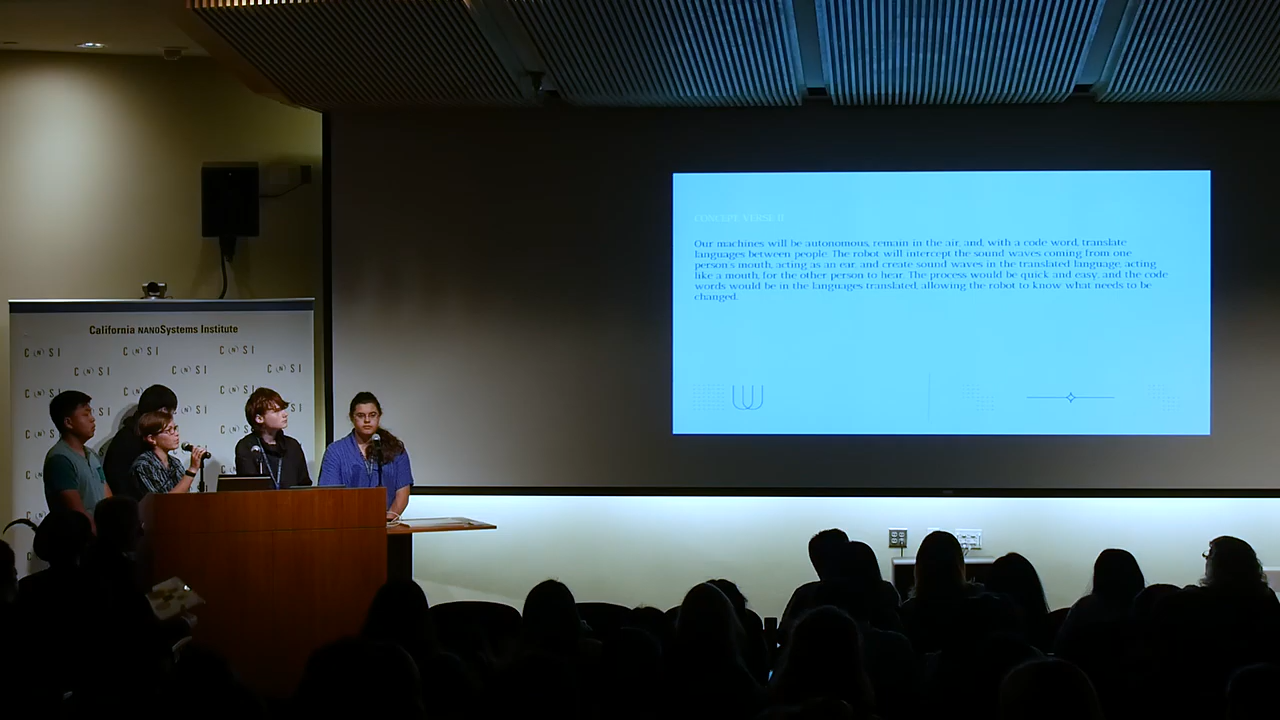 CONCEPT VERSE II
Our machines will be autonomous, remain in the air, and, with a code word, translate
languages between people. The robot will intercept the sound waves coming from one
person's mouth, acting as an ear, and create sound waves in the translated language, acting
like a mouth, for the other person to hear. The process would be quick and easy, and the code
words would be in the languages translated, allowing the robot to know what needs to be
changed.
California NANOSystems Institute
C (N) S I
C (N) S I
C (N) S I
C (N) S I
C (N) S I
C (N) S I
C (N) S I
C (N) S I